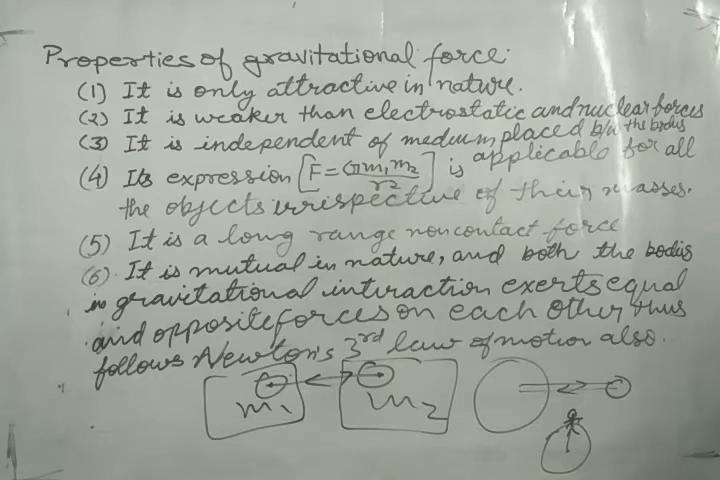 Properties of gravitational force:
(1) It is only attractive in nature.
(2) It is weaker than electrostatic and nuclear forces
(3) It is independent of medium placed b/w the bodies
(4) Its expression [F = Gm₁m₂/r²] is applicable for all
the objects irrispective of their masses.
(5) It is a long range noncontact force
(6). It is mutual in nature, and both the bodies
in gravitational interaction exerts equal
and opposite forces on each other thus
follows Newton's 3rd law of motion also.
m₁ m₂